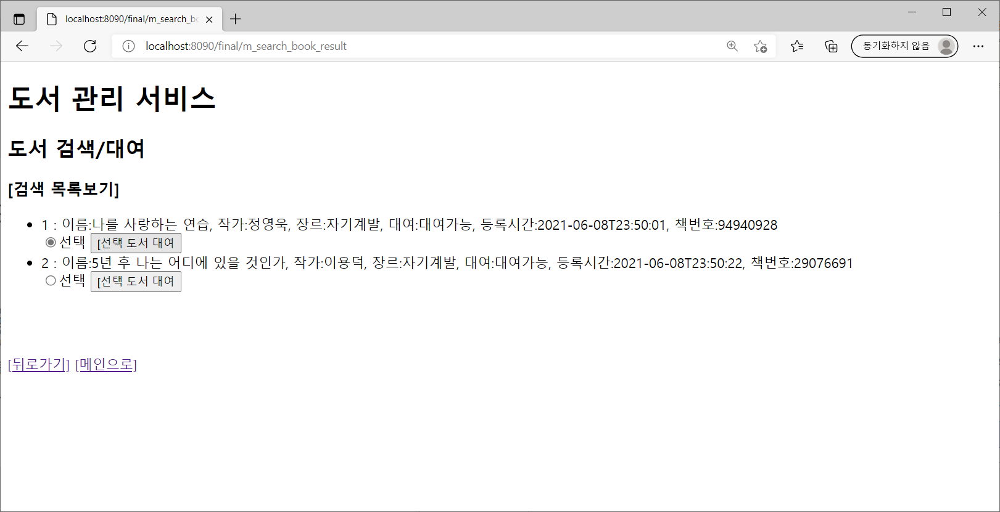 localhost:8090/final/m_search_bo
localhost:8090/final/m_search_book_result
동기화하지 않음
도서 관리 서비스
도서 검색/대여
[검색 목록보기]
1 : 이름:나를 사랑하는 연습, 작가:정영욱, 장르:자기계발, 대여:대여가능, 등록시간:2021-06-08T23:50:01, 책번호:94940928
선택 [선택 도서 대여
2 : 이름:5년 후 나는 어디에 있을 것인가, 작가:이용덕, 장르:자기계발, 대여:대여가능, 등록시간:2021-06-08T23:50:22, 책번호:29076691
선택 [선택 도서 대여
[뒤로가기] [메인으로]